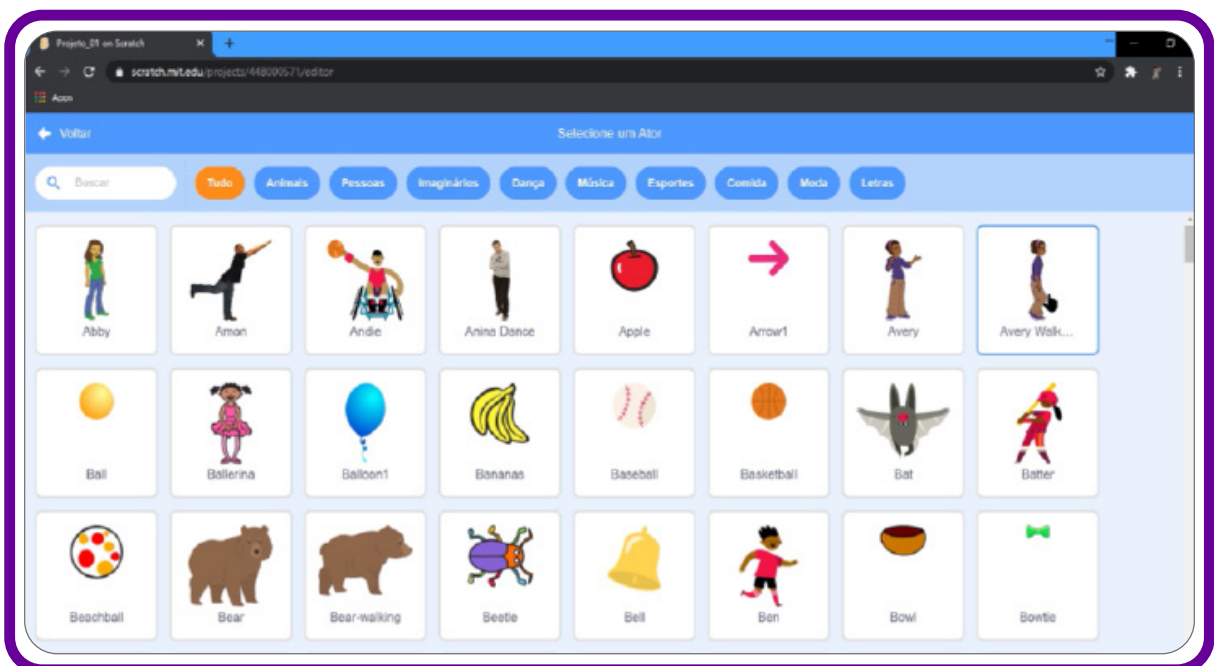 Projeto_01 on Scratch
scratch.mit.edu/projects/448000571/editor
Apps
Voltar
Selecione um Ator
Buscar
Tudo Animais Pessoas Imaginários Dança Música Esportes Comida Moda Letras
Abby Amon Andie Anina Dance Apple Arrow1 Avery Avery Walk...
Ball Ballerina Balloon1 Bananas Baseball Basketball Bat Batter
Beachball Bear Bear-walking Beetle Bell Ben Bowl Bowtie